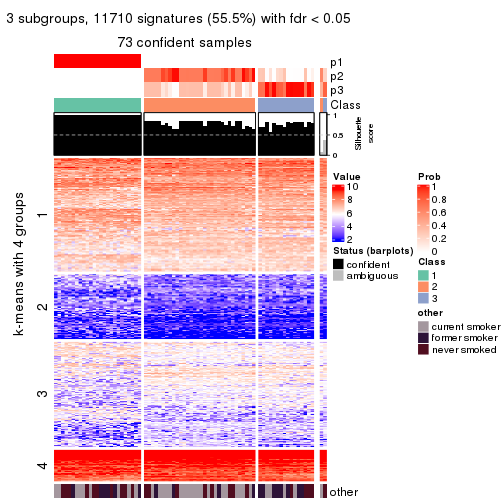 3 subgroups, 11710 signatures (55.5%) with fdr < 0.05
73 confident samples
p1
p2
p3
Class
1
0.5
0
Silhouette
score
k-means with 4 groups
1
2
3
4
other
Value
10
8
6
4
2
Status (barplots)
confident
ambiguous
Prob
1
0.8
0.6
0.4
0.2
0
Class
1
2
3
other
current smoker
former smoker
never smoked